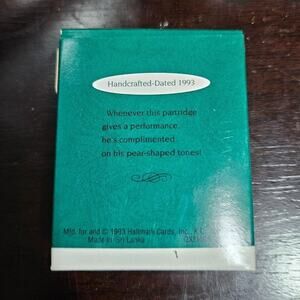 Handcrafted-Dated 1993
Whenever this partridge
gives a performance,
he's complimented
on his pear-shaped tones!
Mfd. for and © 1993 Hallmark Cards, Inc., K.C.
Made in Sri Lanka